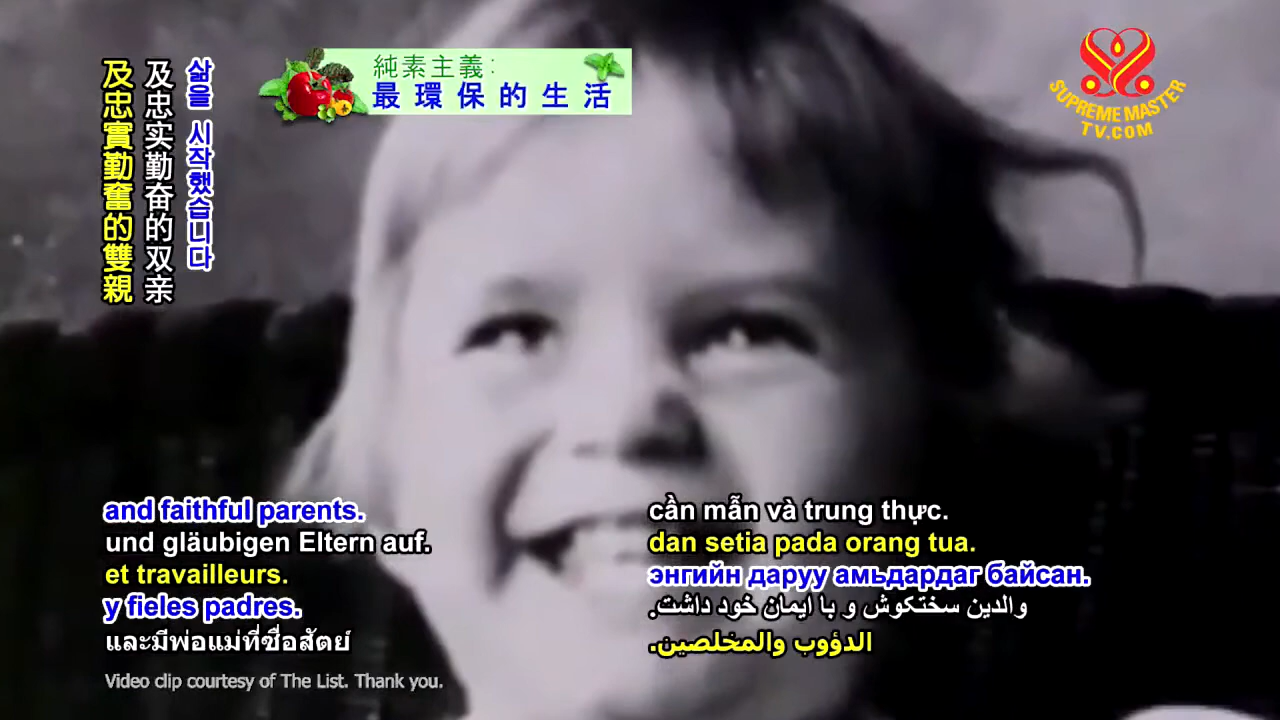 純素主義：
最環保的生活
SUPREME MASTER
TV.COM
삶을 시작했습니다
及忠实勤奋的双亲
及忠實勤奮的雙親
and faithful parents.
und gläubigen Eltern auf.
et travailleurs.
y fieles padres.
และมีพ่อแม่ที่ซื่อสัตย์
cần mẫn và trung thực.
dan setia pada orang tua.
энгийн даруу амьдардаг байсан.
والدین سختکوش و با ایمان خود داشت.
الدؤوب والمخلصين.
Video clip courtesy of The List. Thank you.